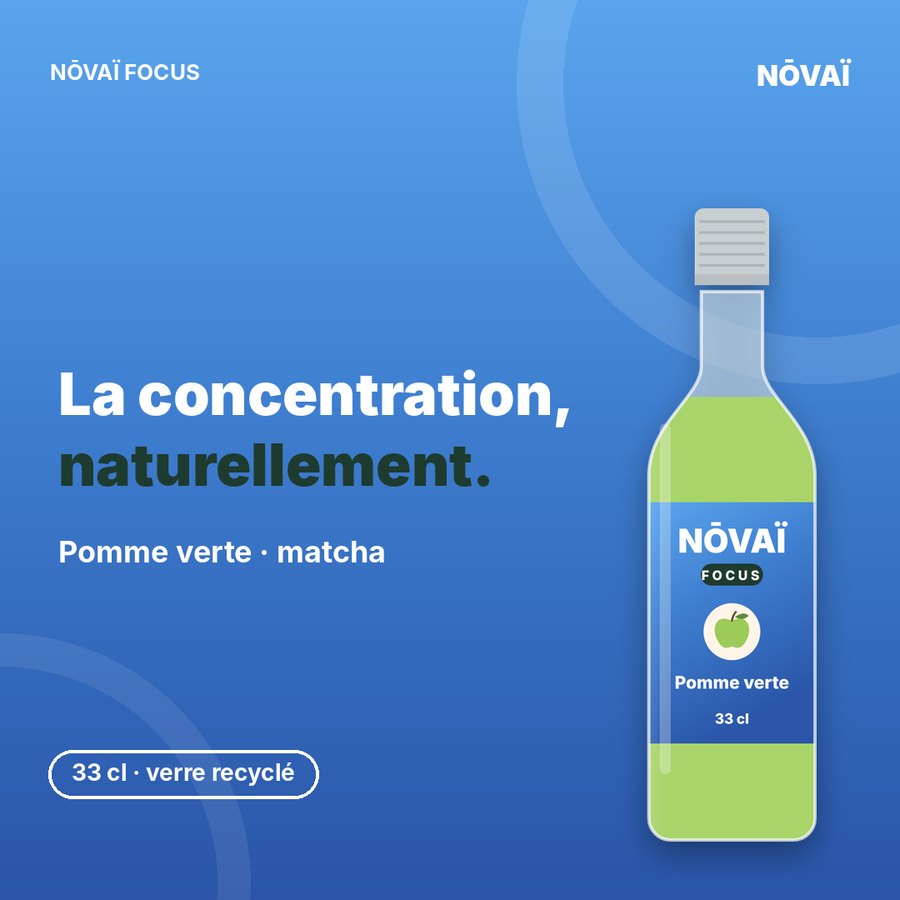 NŌVAÏ FOCUS
NŌVAÏ
La concentration,
naturellement.
Pomme verte · matcha
NŌVAÏ
FOCUS
Pomme verte
33 cl
33 cl · verre recyclé